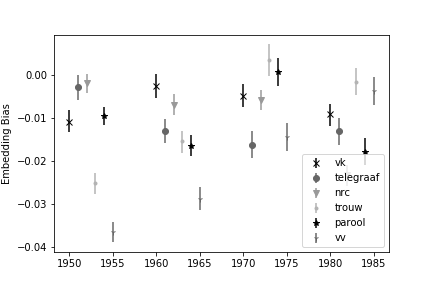 0.00
−0.01
−0.02
−0.03
−0.04
Embedding Bias
1950
1955
1960
1965
1970
1975
1980
1985
vk
telegraaf
nrc
trouw
parool
vv